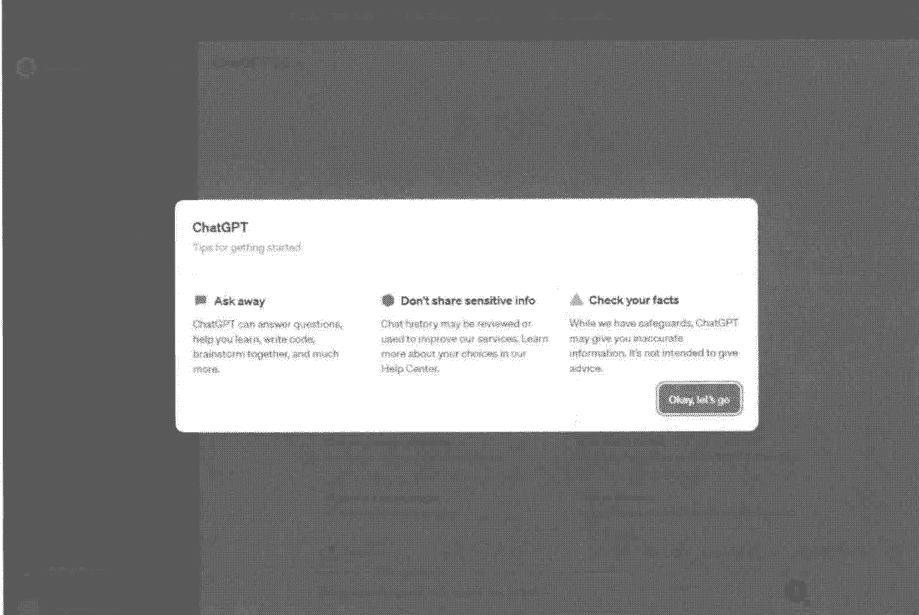 ChatGPT
Tips for getting started
Ask away
ChatGPT can answer questions,
help you learn, write code,
brainstorm together, and much
more.
Don't share sensitive info
Chat history may be reviewed or
used to improve our services. Learn
more about your choices in our
Help Center.
Check your facts
While we have safeguards, ChatGPT
may give you inaccurate
information. It's not intended to give
advice.
Okay, let's go